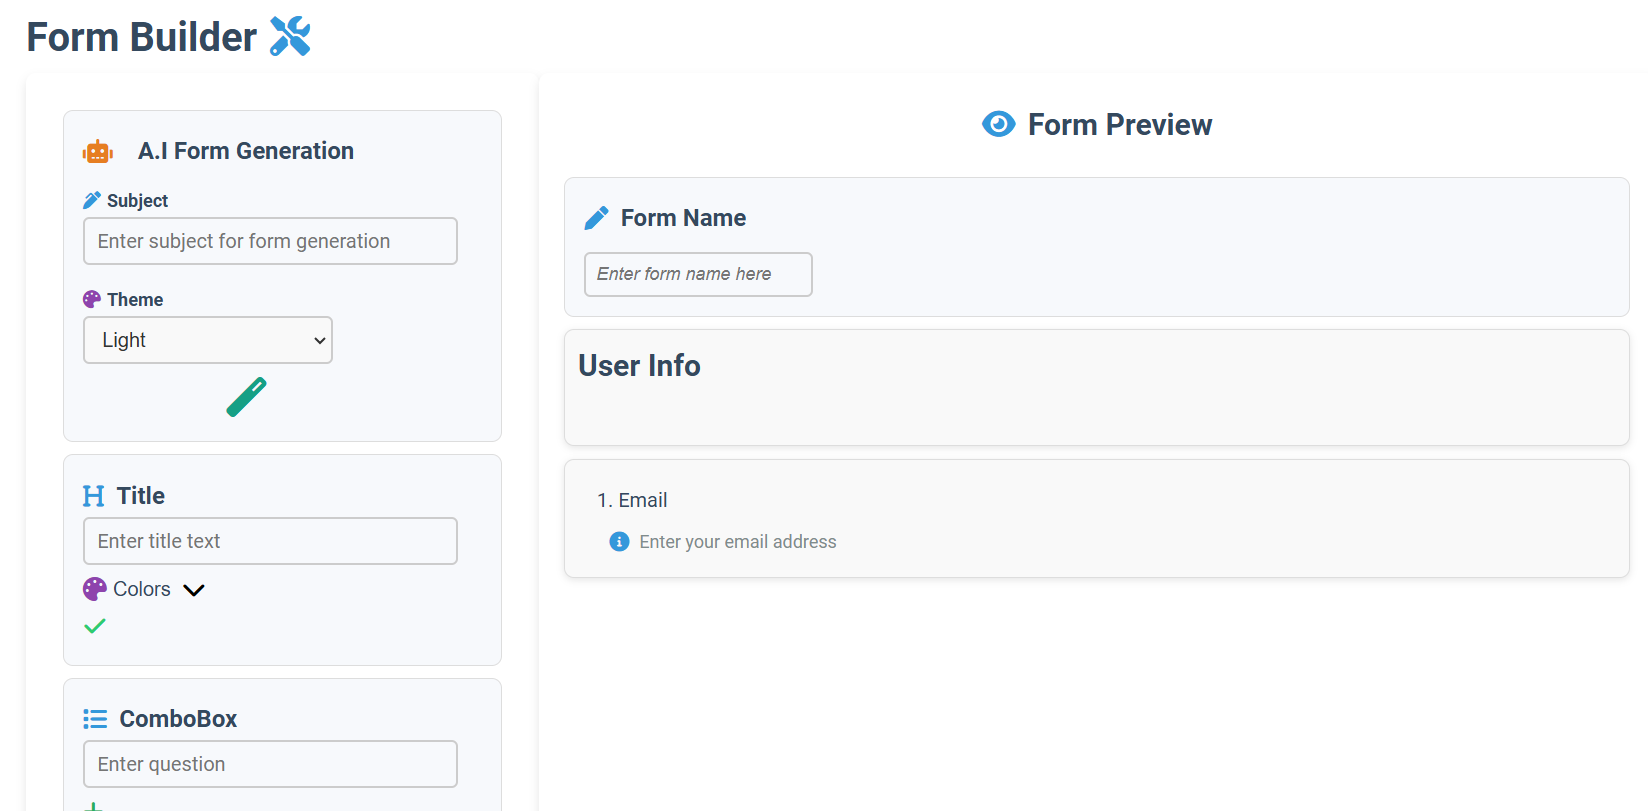 Form Builder
A.I Form Generation
Subject
Enter subject for form generation
Theme
Light
Title
Enter title text
Colors
ComboBox
Enter question
Form Preview
Form Name
Enter form name here
User Info
1. Email
Enter your email address